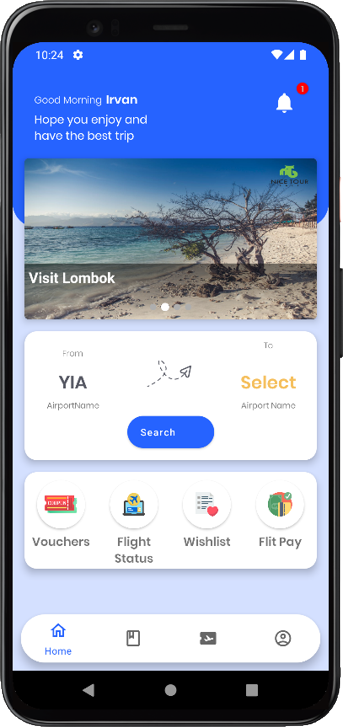 10:24
Good Morning Irvan
1
Hope you enjoy and
have the best trip
NICE TOUR
Visit Lombok
From
To
YIA
Select
AirportName
Airport Name
Search
COUPON
Vouchers
Flight
Status
Wishlist
Flit Pay
Home